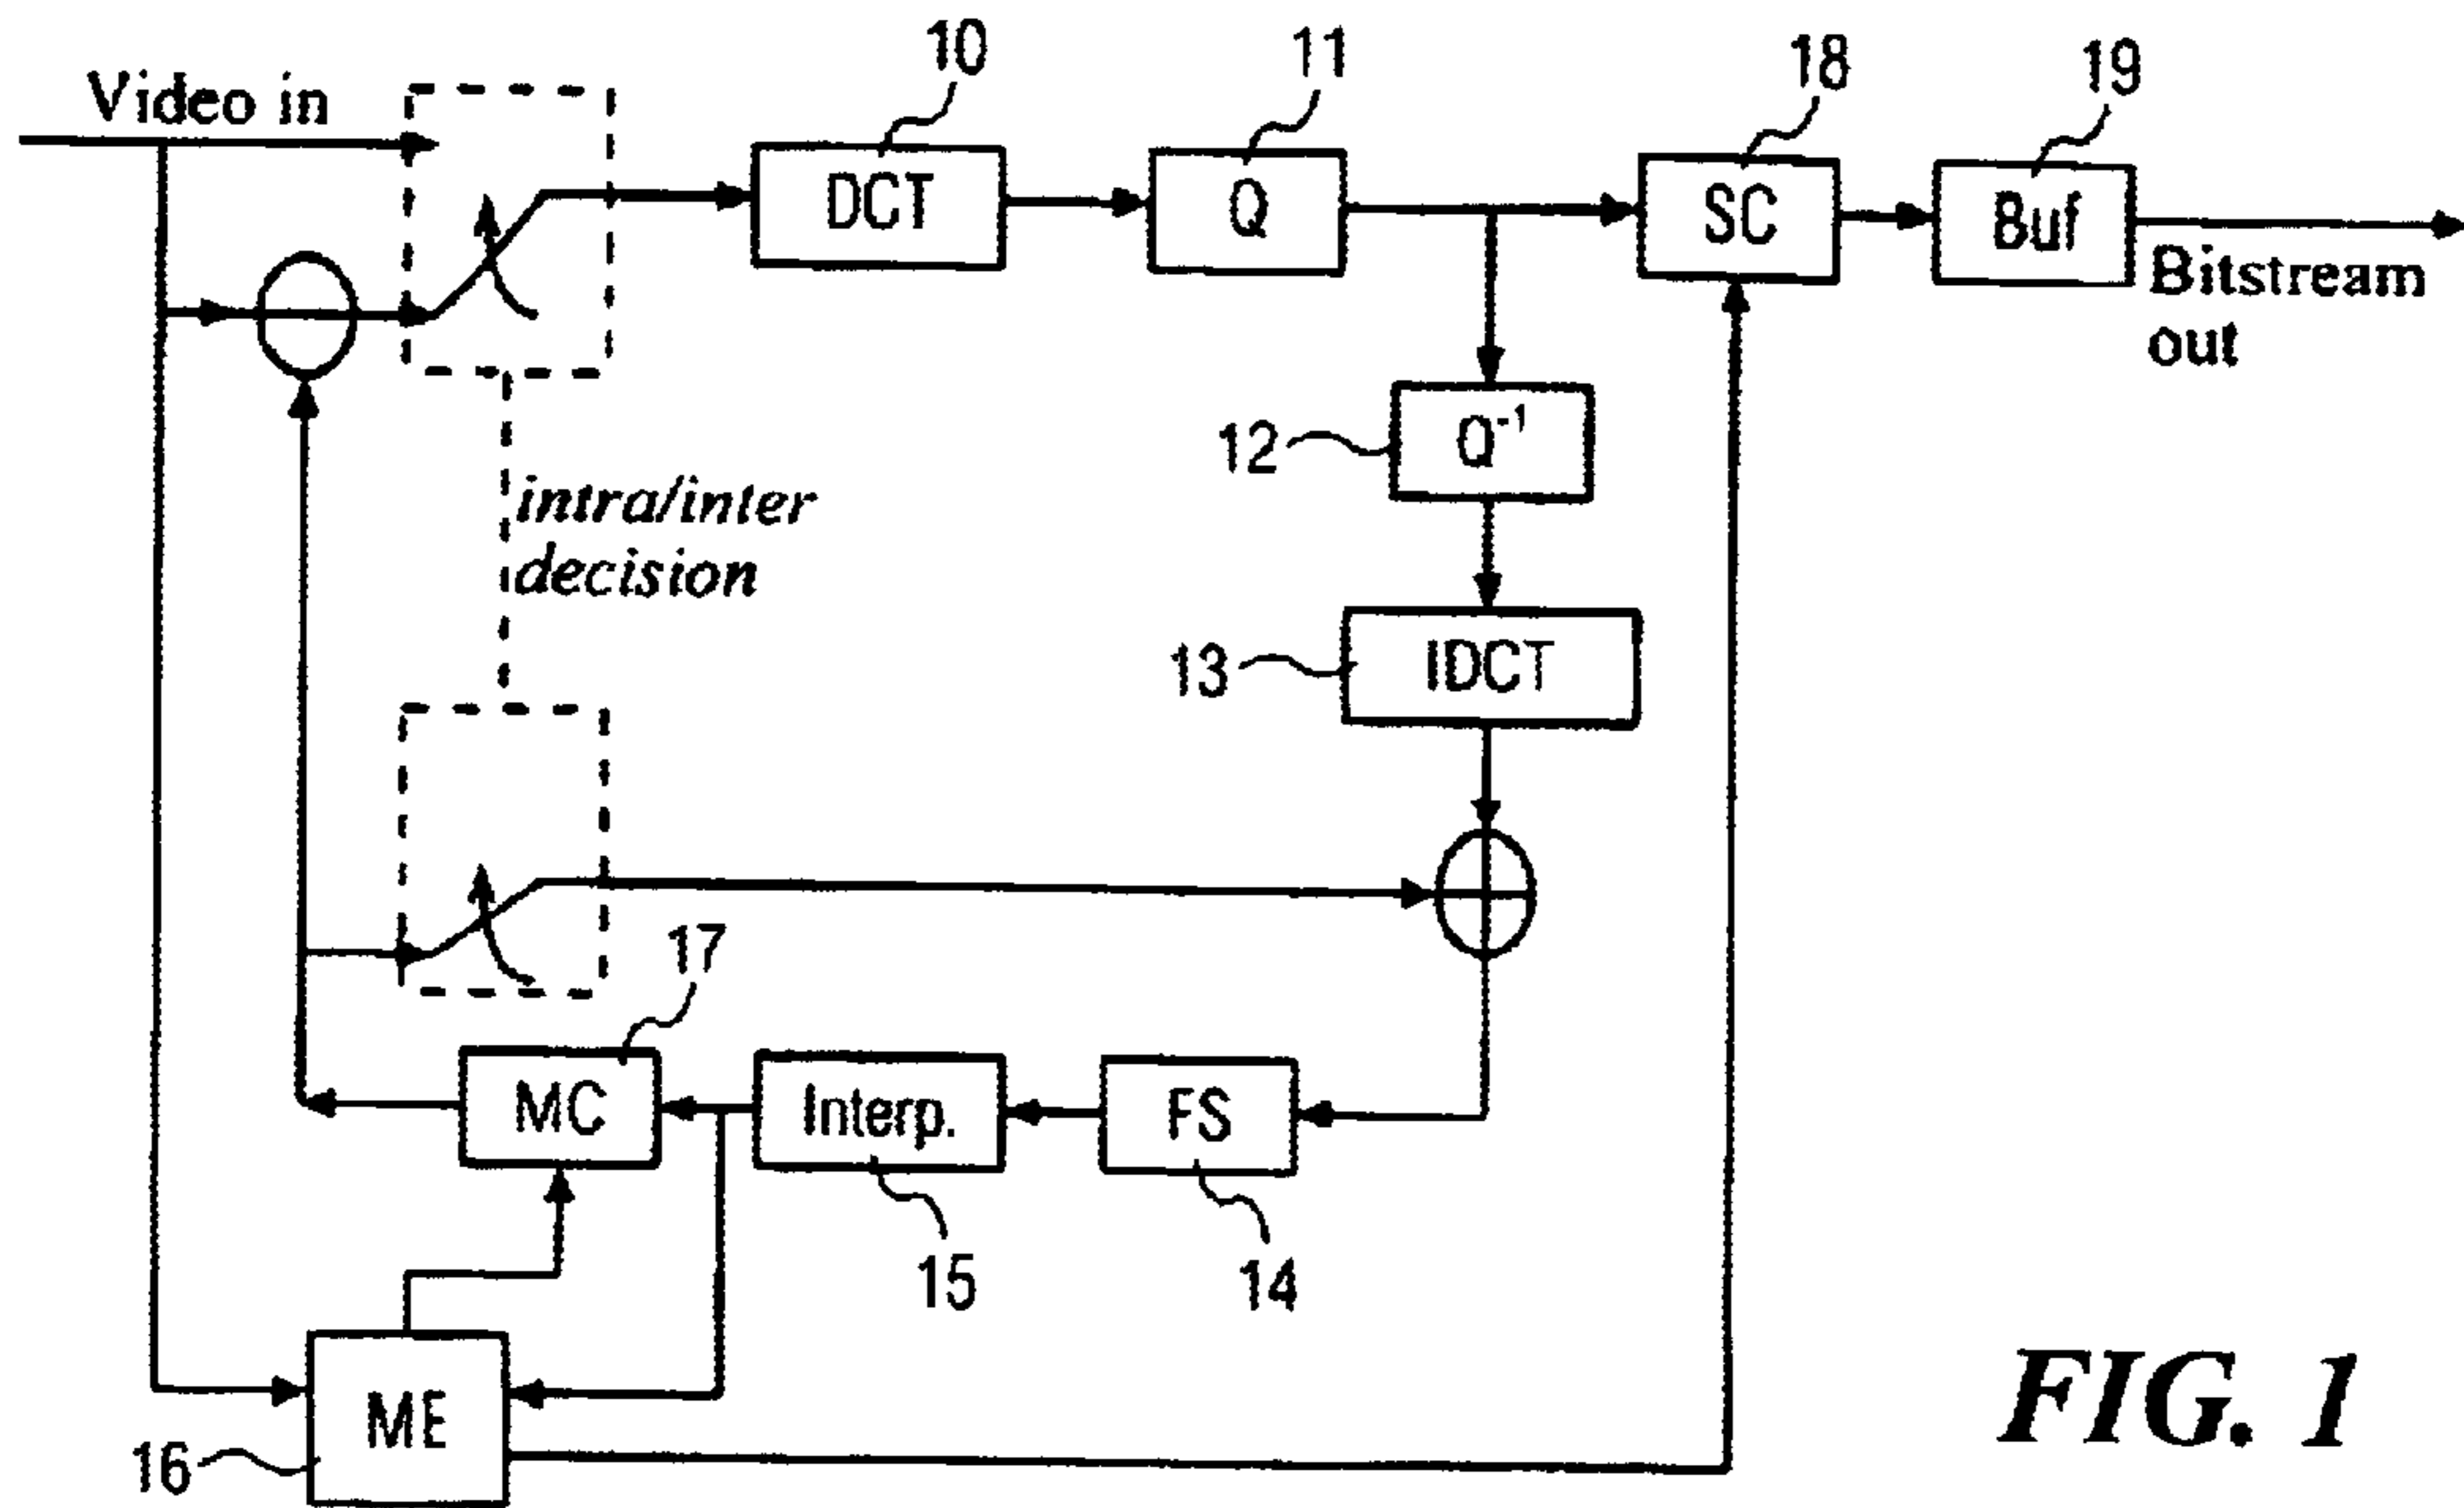 10
11
18
19
Video in
DCT
Q
SC
Buf
Bitstream
out
12
Q-1
intra/inter
decision
13
IDCT
17
MC
Interp.
FS
15
14
ME
16
FIG. 1